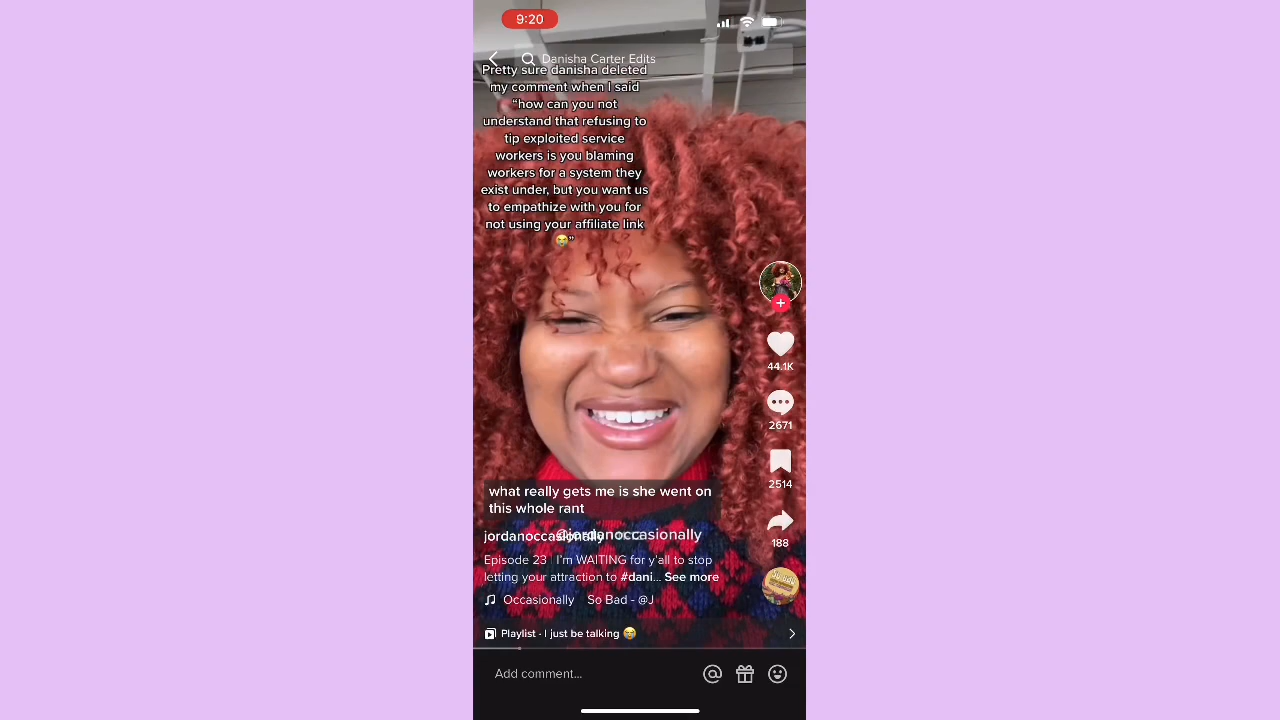 9:20
Danisha Carter Edits
Pretty sure danisha deleted
my comment when I said
“how can you not
understand that refusing to
tip exploited service
workers is you blaming
workers for a system they
exist under, but you want us
to empathize with you for
not using your affiliate link
😭”
44.1K
2671
2514
188
what really gets me is she went on
this whole rant
jordanoccasionally
@jordanoccasionally
Episode 23 | I’m WAITING for y’all to stop
letting your attraction to #dani... See more
Occasionally So Bad - @J
Playlist · I just be talking 😭
Add comment...